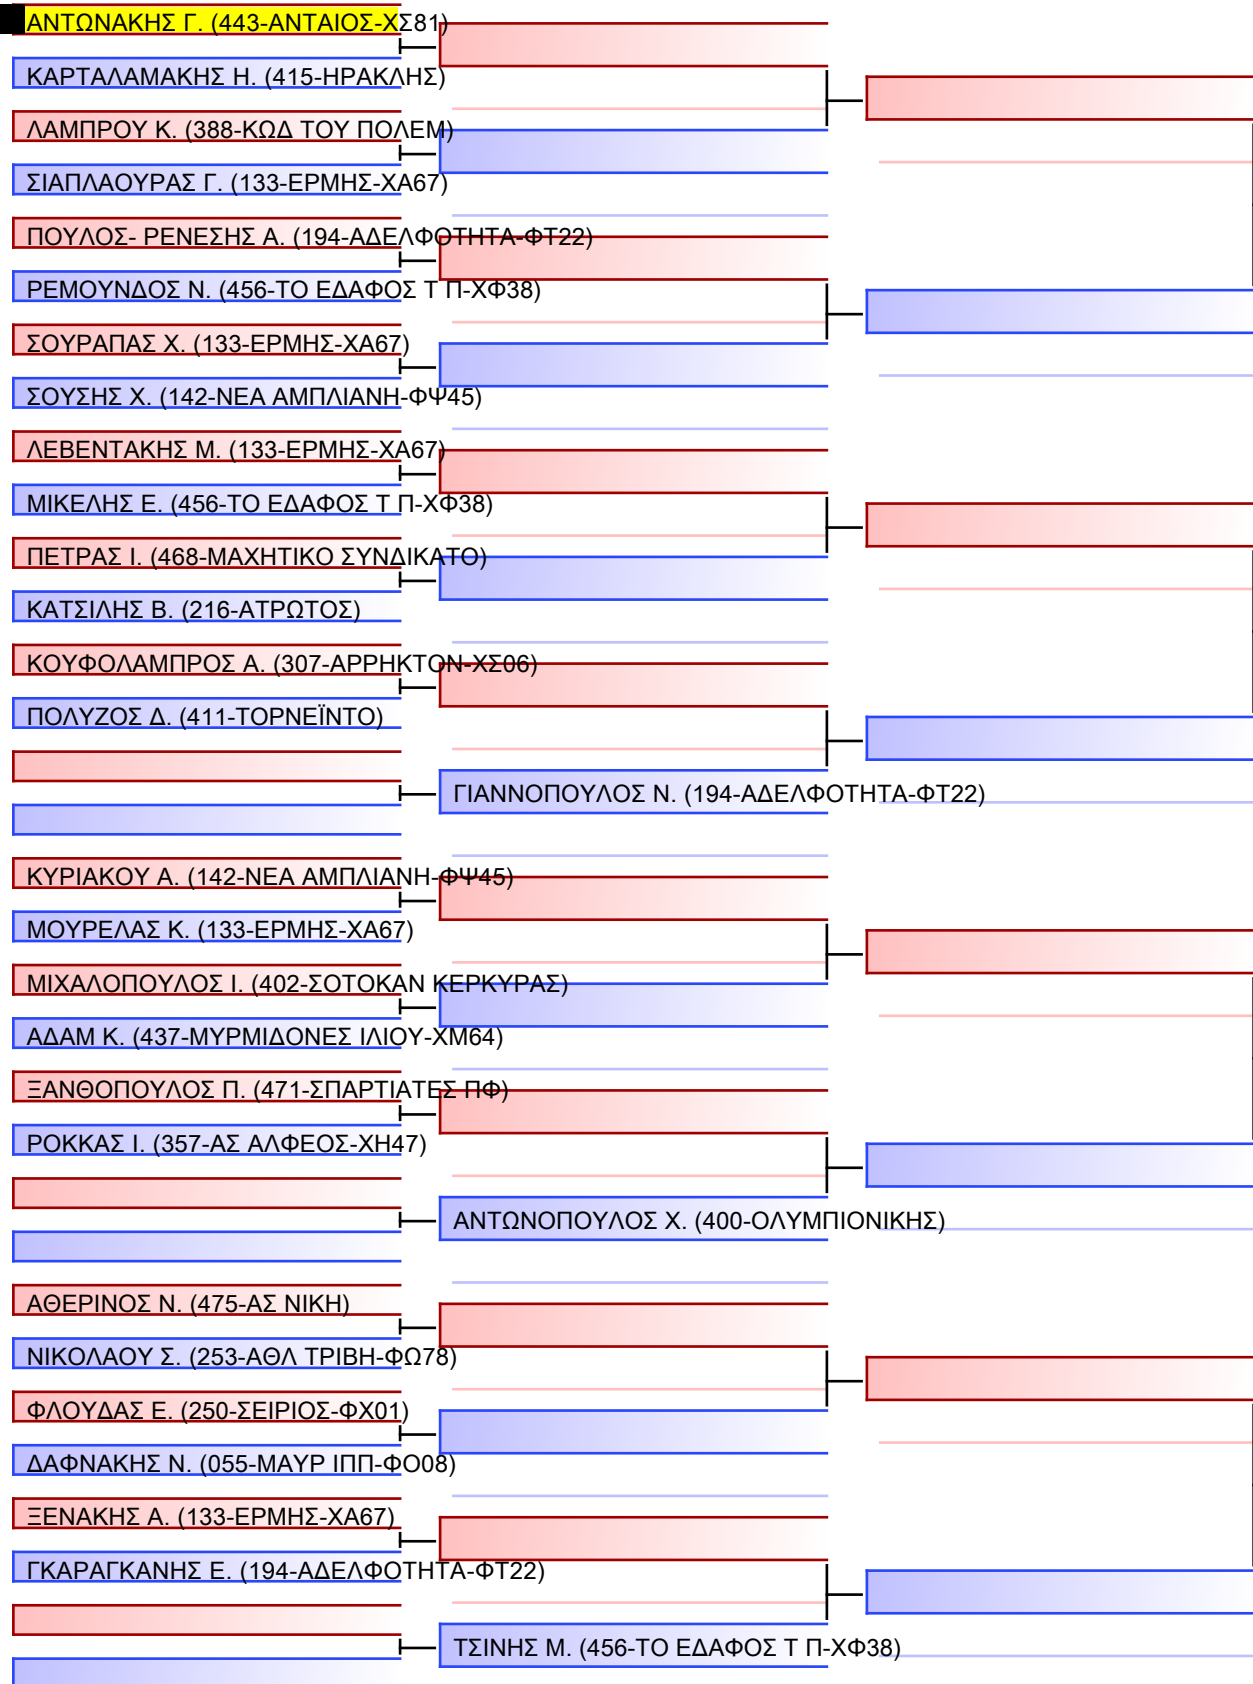 ΑΝΤΩΝΑΚΗΣ Γ. (443-ΑΝΤΑΙΟΣ-ΧΣ81)
ΚΑΡΤΑΛΑΜΑΚΗΣ Η. (415-ΗΡΑΚΛΗΣ)
ΛΑΜΠΡΟΥ Κ. (388-ΚΩΔ ΤΟΥ ΠΟΛΕΜ)
ΣΙΑΠΛΑΟΥΡΑΣ Γ. (133-ΕΡΜΗΣ-ΧΑ67)
ΠΟΥΛΟΣ- ΡΕΝΕΣΗΣ Α. (194-ΑΔΕΛΦΟΤΗΤΑ-ΦΤ22)
ΡΕΜΟΥΝΔΟΣ Ν. (456-ΤΟ ΕΔΑΦΟΣ Τ Π-ΧΦ38)
ΣΟΥΡΑΠΑΣ Χ. (133-ΕΡΜΗΣ-ΧΑ67)
ΣΟΥΣΗΣ Χ. (142-ΝΕΑ ΑΜΠΛΙΑΝΗ-ΦΨ45)
ΛΕΒΕΝΤΑΚΗΣ Μ. (133-ΕΡΜΗΣ-ΧΑ67)
ΜΙΚΕΛΗΣ Ε. (456-ΤΟ ΕΔΑΦΟΣ Τ Π-ΧΦ38)
ΠΕΤΡΑΣ Ι. (468-ΜΑΧΗΤΙΚΟ ΣΥΝΔΙΚΑΤΟ)
ΚΑΤΣΙΛΗΣ Β. (216-ΑΤΡΩΤΟΣ)
ΚΟΥΦΟΛΑΜΠΡΟΣ Α. (307-ΑΡΡΗΚΤΟΝ-ΧΣ06)
ΠΟΛΥΖΟΣ Δ. (411-ΤΟΡΝΕΪΝΤΟ)
ΓΙΑΝΝΟΠΟΥΛΟΣ Ν. (194-ΑΔΕΛΦΟΤΗΤΑ-ΦΤ22)
ΚΥΡΙΑΚΟΥ Α. (142-ΝΕΑ ΑΜΠΛΙΑΝΗ-ΦΨ45)
ΜΟΥΡΕΛΑΣ Κ. (133-ΕΡΜΗΣ-ΧΑ67)
ΜΙΧΑΛΟΠΟΥΛΟΣ Ι. (402-ΣΟΤΟΚΑΝ ΚΕΡΚΥΡΑΣ)
ΑΔΑΜ Κ. (437-ΜΥΡΜΙΔΟΝΕΣ ΙΛΙΟΥ-ΧΜ64)
ΞΑΝΘΟΠΟΥΛΟΣ Π. (471-ΣΠΑΡΤΙΑΤΕΣ ΠΦ)
ΡΟΚΚΑΣ Ι. (357-ΑΣ ΑΛΦΕΟΣ-ΧΗ47)
ΑΝΤΩΝΟΠΟΥΛΟΣ Χ. (400-ΟΛΥΜΠΙΟΝΙΚΗΣ)
ΑΘΕΡΙΝΟΣ Ν. (475-ΑΣ ΝΙΚΗ)
ΝΙΚΟΛΑΟΥ Σ. (253-ΑΘΛ ΤΡΙΒΗ-ΦΩ78)
ΦΛΟΥΔΑΣ Ε. (250-ΣΕΙΡΙΟΣ-ΦΧ01)
ΔΑΦΝΑΚΗΣ Ν. (055-ΜΑΥΡ ΙΠΠ-ΦΟ08)
ΞΕΝΑΚΗΣ Α. (133-ΕΡΜΗΣ-ΧΑ67)
ΓΚΑΡΑΓΚΑΝΗΣ Ε. (194-ΑΔΕΛΦΟΤΗΤΑ-ΦΤ22)
ΤΣΙΝΗΣ Μ. (456-ΤΟ ΕΔΑΦΟΣ Τ Π-ΧΦ38)